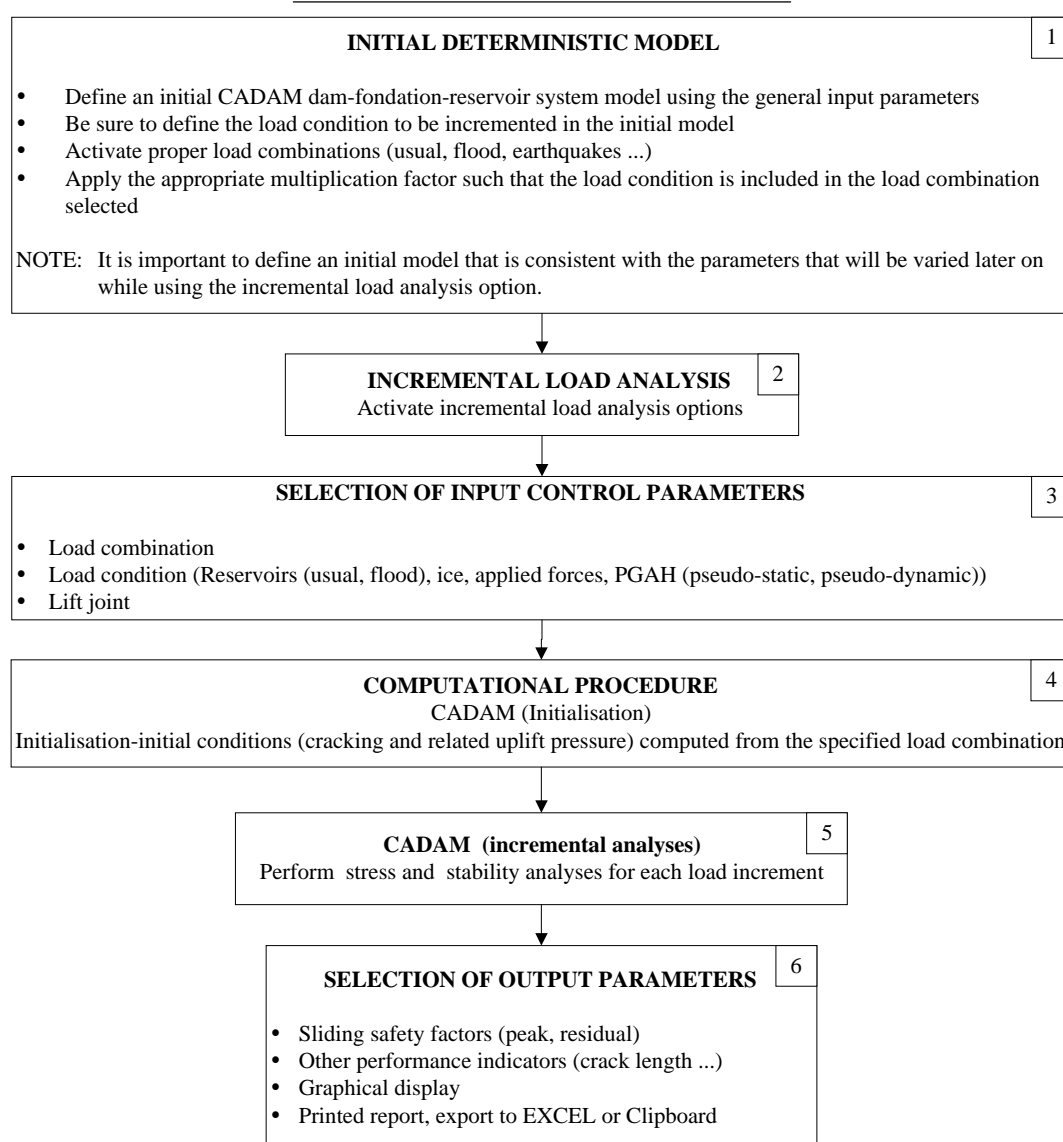 INITIAL DETERMINISTIC MODEL
1
• Define an initial CADAM dam-fondation-reservoir system model using the general input parameters
• Be sure to define the load condition to be incremented in the initial model
• Activate proper load combinations (usual, flood, earthquakes ...)
• Apply the appropriate multiplication factor such that the load condition is included in the load combination
selected
NOTE: It is important to define an initial model that is consistent with the parameters that will be varied later on
while using the incremental load analysis option.
INCREMENTAL LOAD ANALYSIS
2
Activate incremental load analysis options
SELECTION OF INPUT CONTROL PARAMETERS
3
• Load combination
• Load condition (Reservoirs (usual, flood), ice, applied forces, PGAH (pseudo-static, pseudo-dynamic))
• Lift joint
COMPUTATIONAL PROCEDURE
4
CADAM (Initialisation)
Initialisation-initial conditions (cracking and related uplift pressure) computed from the specified load combination
CADAM (incremental analyses)
5
Perform stress and stability analyses for each load increment
SELECTION OF OUTPUT PARAMETERS
6
• Sliding safety factors (peak, residual)
• Other performance indicators (crack length ...)
• Graphical display
• Printed report, export to EXCEL or Clipboard